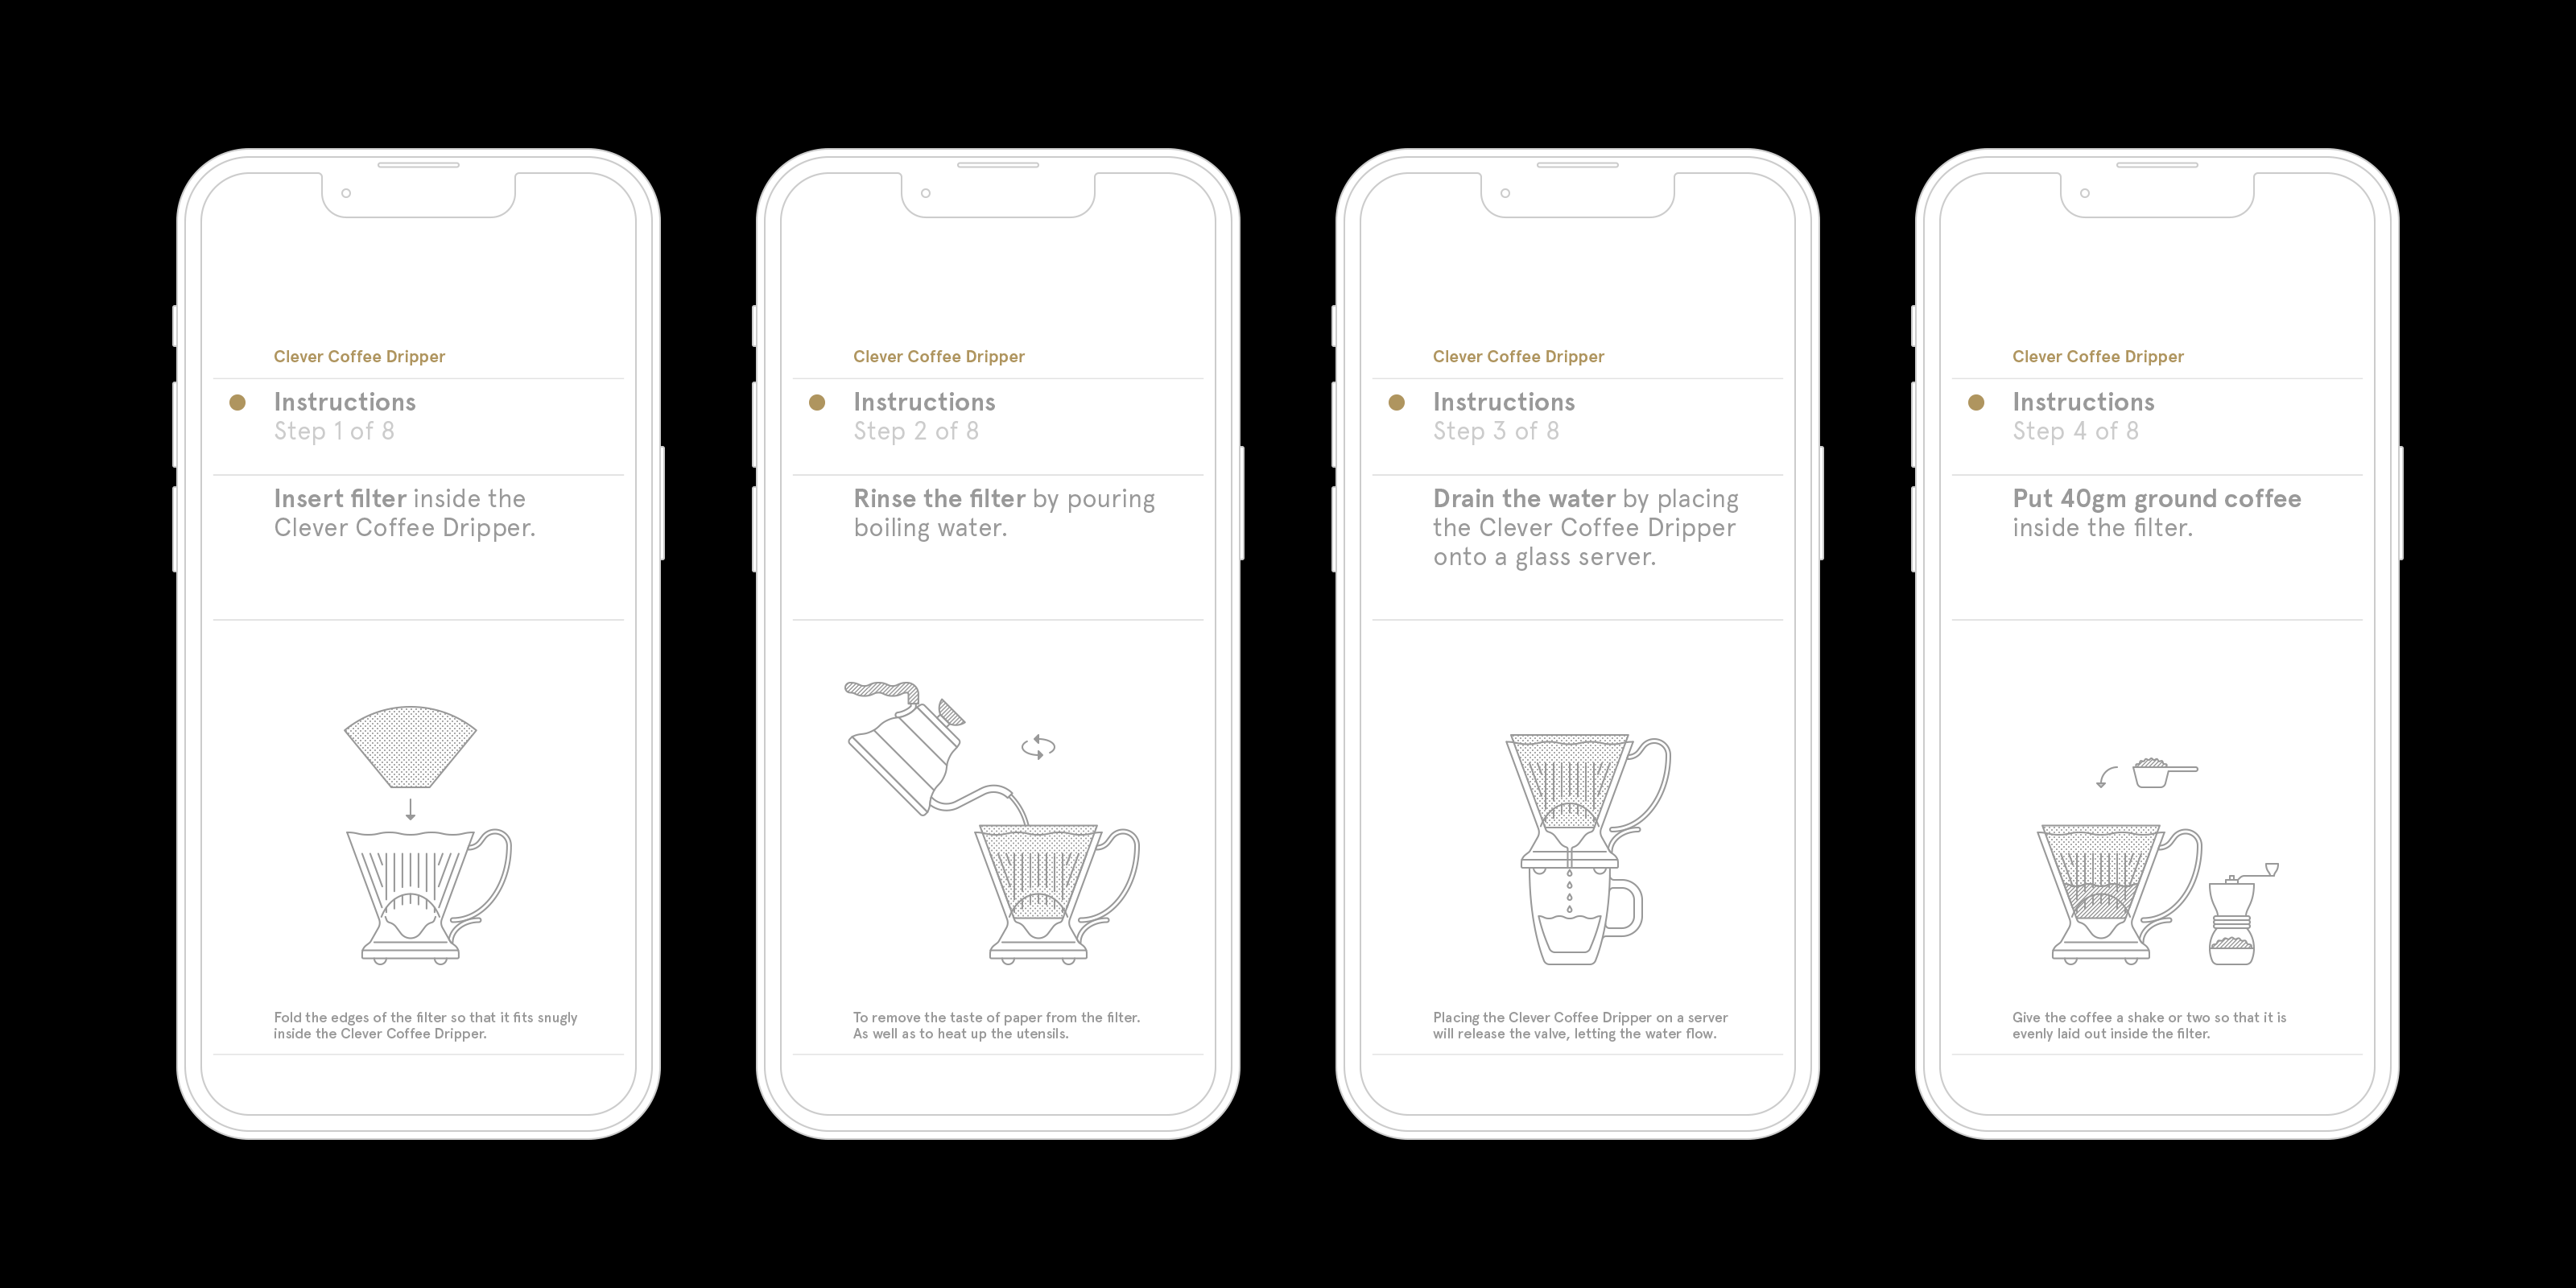 Clever Coffee Dripper
Instructions
Step 1 of 8
Insert filter inside the
Clever Coffee Dripper.
Fold the edges of the filter so that it fits snugly
inside the Clever Coffee Dripper.
Clever Coffee Dripper
Instructions
Step 2 of 8
Rinse the filter by pouring
boiling water.
To remove the taste of paper from the filter.
As well as to heat up the utensils.
Clever Coffee Dripper
Instructions
Step 3 of 8
Drain the water by placing
the Clever Coffee Dripper
onto a glass server.
Placing the Clever Coffee Dripper on a server
will release the valve, letting the water flow.
Clever Coffee Dripper
Instructions
Step 4 of 8
Put 40gm ground coffee
inside the filter.
Give the coffee a shake or two so that it is
evenly laid out inside the filter.